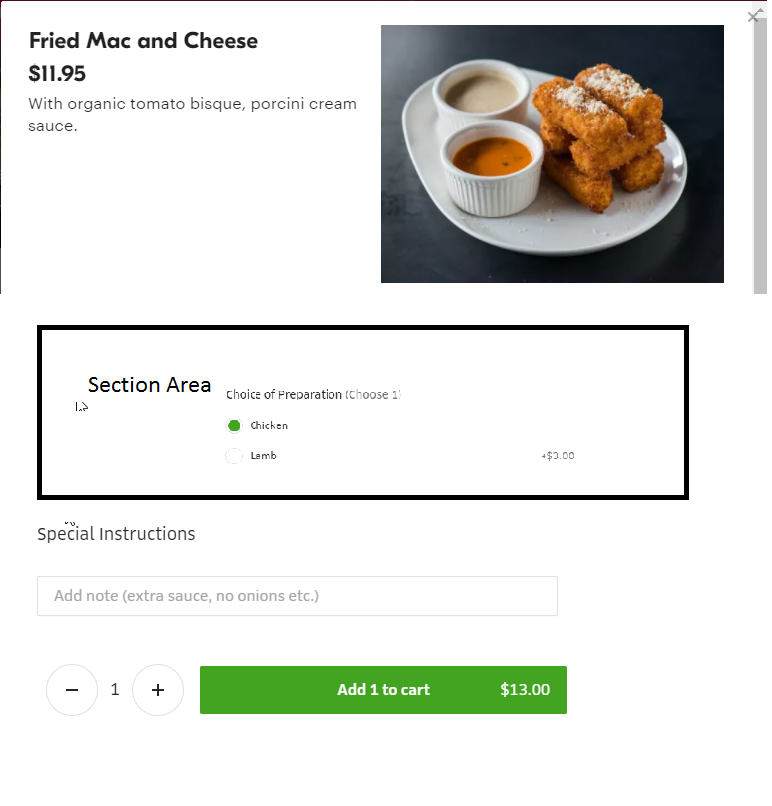 Fried Mac and Cheese
$11.95
With organic tomato bisque, porcini cream
sauce.
Section Area
Choice of Preparation (Choose 1)
Chicken
Lamb +$3.00
Special Instructions
Add note (extra sauce, no onions etc.)
1 Add 1 to cart $13.00